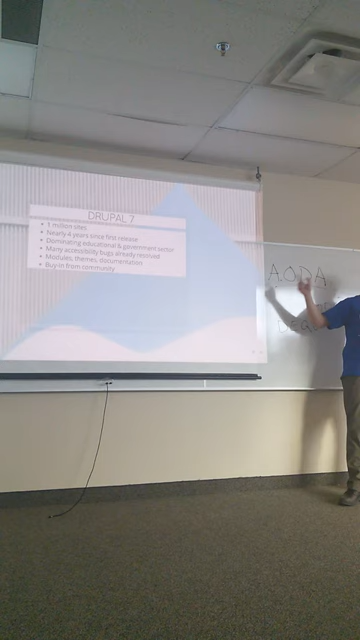 DRUPAL 7
• 1 million sites
• Nearly 4 years since first release
• Dominating educational & government sector
• Many accessibility bugs already resolved
• Modules, themes, documentation
• Buy-in from community
AODA